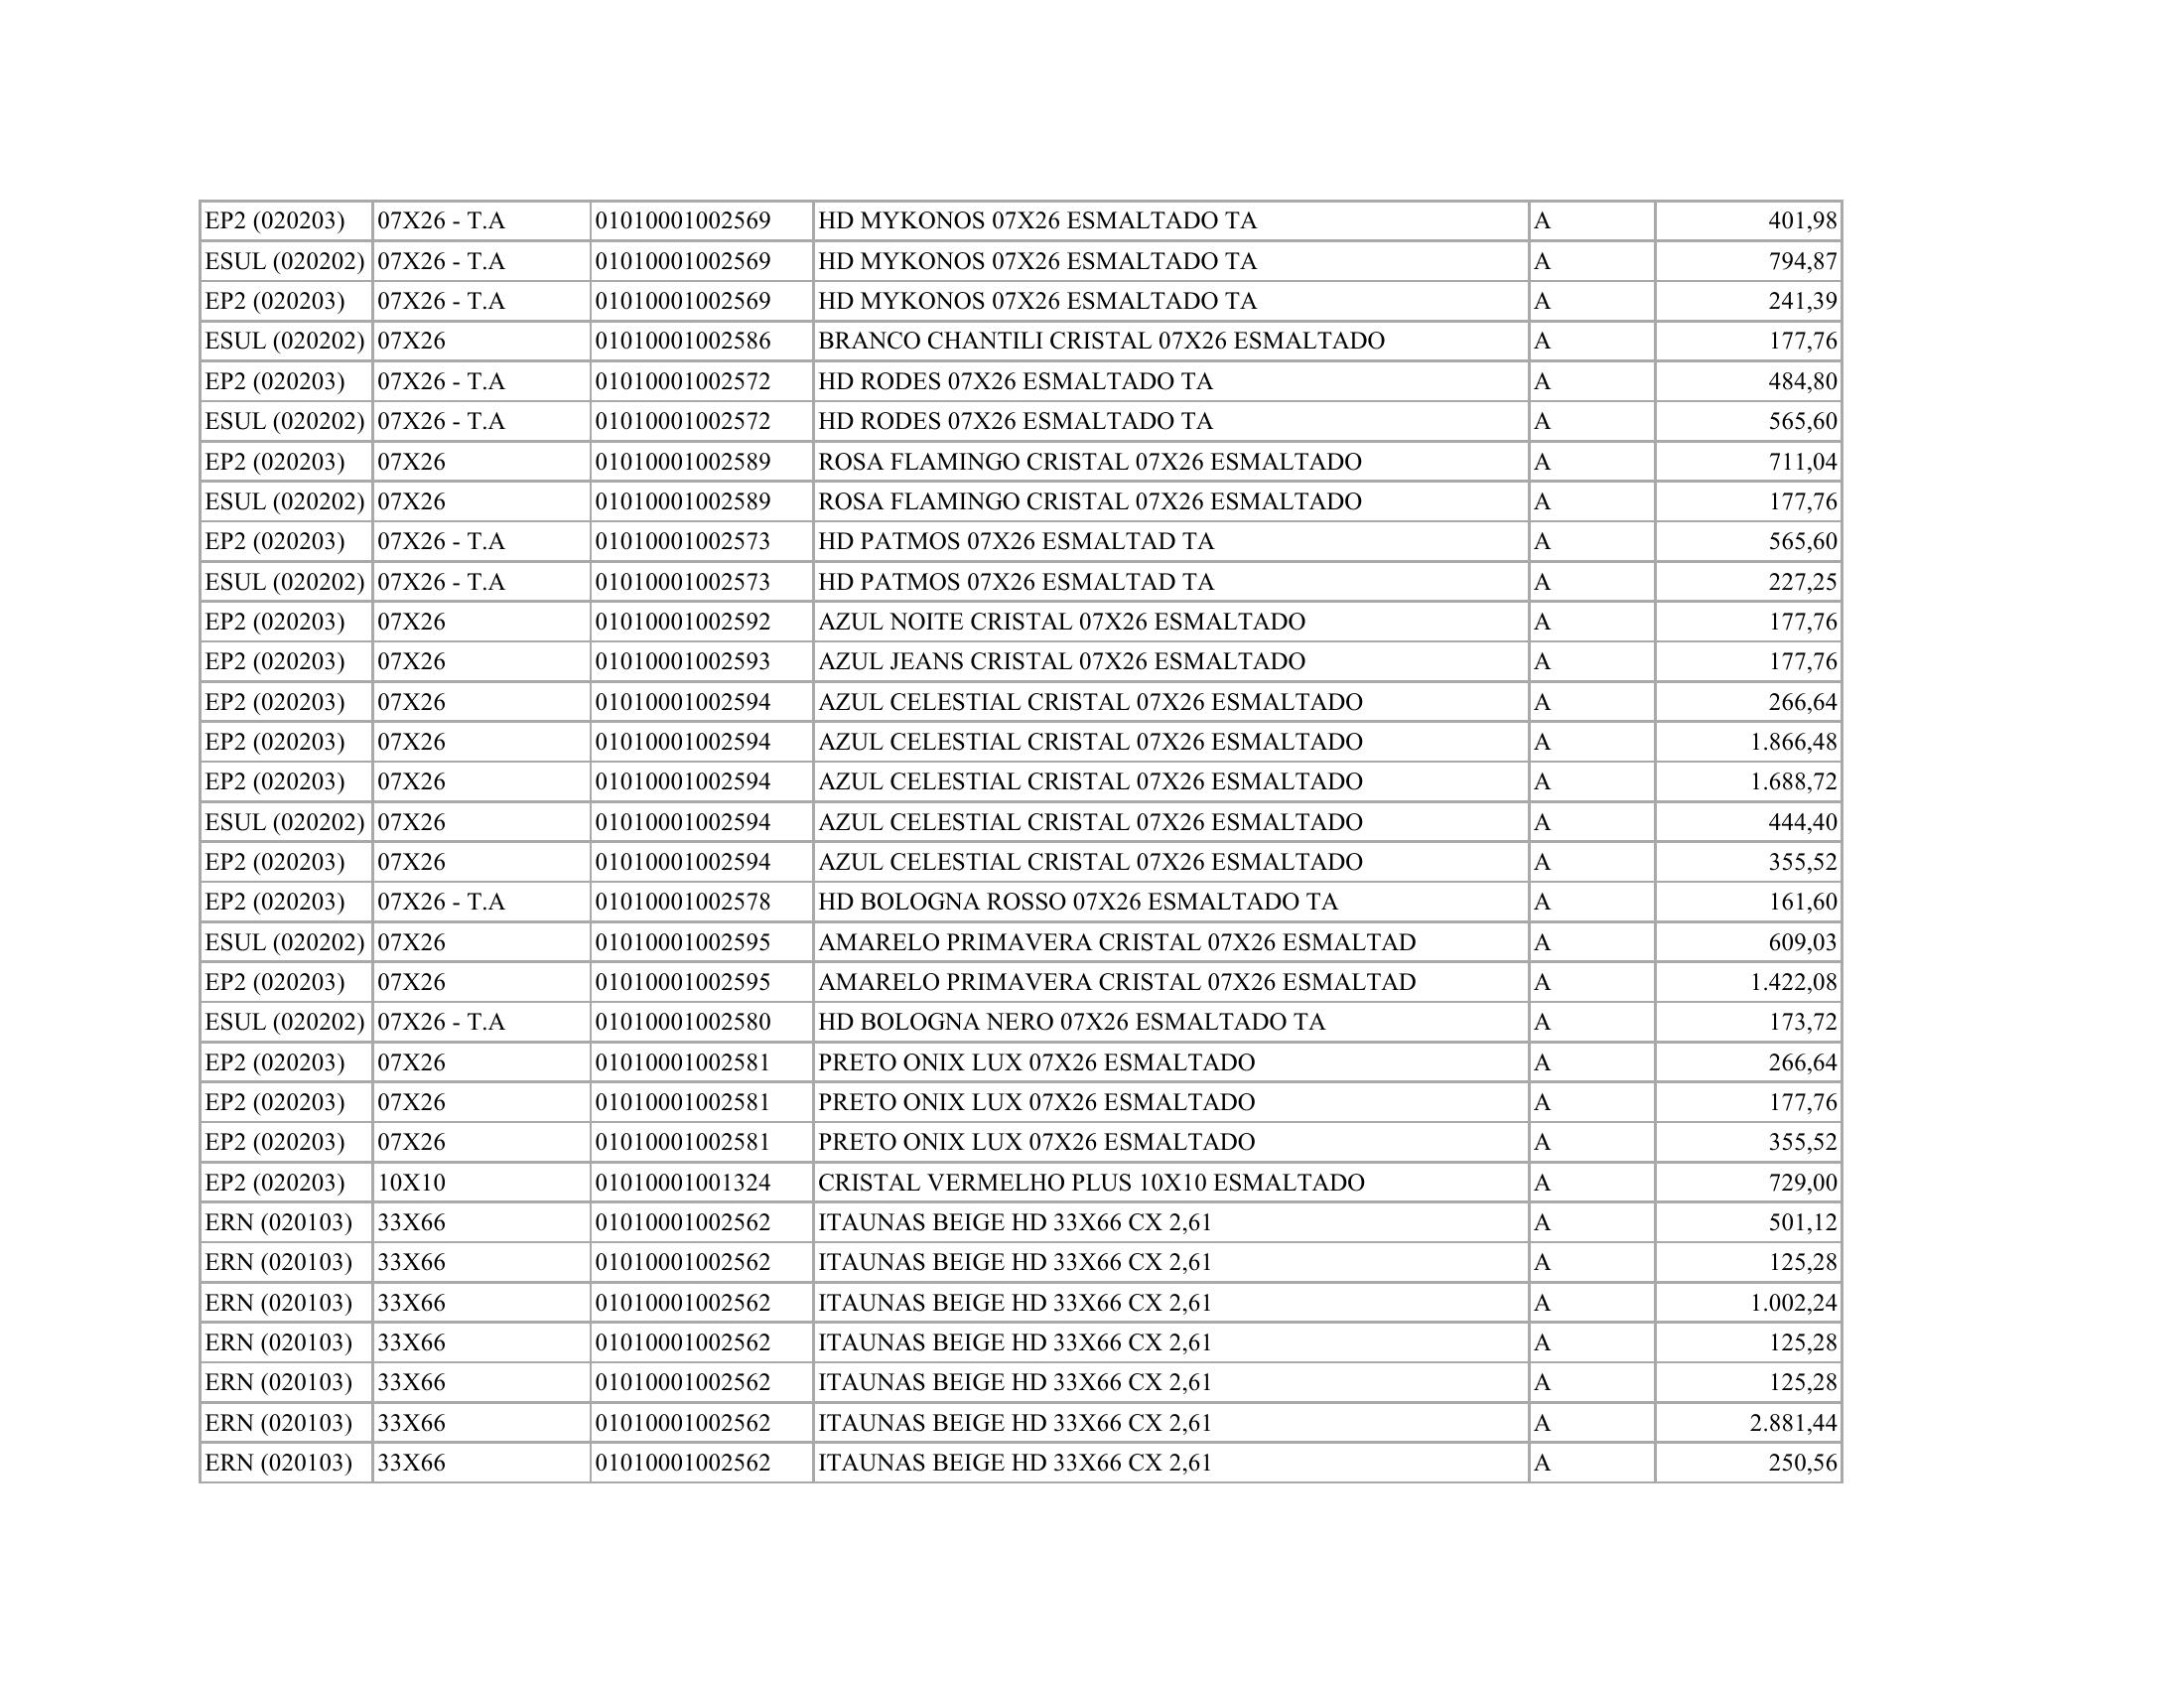 EP2 (020203) 07X26 - T.A 01010001002569 HD MYKONOS 07X26 ESMALTADO TA A 401,98
ESUL (020202) 07X26 - T.A 01010001002569 HD MYKONOS 07X26 ESMALTADO TA A 794,87
EP2 (020203) 07X26 - T.A 01010001002569 HD MYKONOS 07X26 ESMALTADO TA A 241,39
ESUL (020202) 07X26 01010001002586 BRANCO CHANTILI CRISTAL 07X26 ESMALTADO A 177,76
EP2 (020203) 07X26 - T.A 01010001002572 HD RODES 07X26 ESMALTADO TA A 484,80
ESUL (020202) 07X26 - T.A 01010001002572 HD RODES 07X26 ESMALTADO TA A 565,60
EP2 (020203) 07X26 01010001002589 ROSA FLAMINGO CRISTAL 07X26 ESMALTADO A 711,04
ESUL (020202) 07X26 01010001002589 ROSA FLAMINGO CRISTAL 07X26 ESMALTADO A 177,76
EP2 (020203) 07X26 - T.A 01010001002573 HD PATMOS 07X26 ESMALTAD TA A 565,60
ESUL (020202) 07X26 - T.A 01010001002573 HD PATMOS 07X26 ESMALTAD TA A 227,25
EP2 (020203) 07X26 01010001002592 AZUL NOITE CRISTAL 07X26 ESMALTADO A 177,76
EP2 (020203) 07X26 01010001002593 AZUL JEANS CRISTAL 07X26 ESMALTADO A 177,76
EP2 (020203) 07X26 01010001002594 AZUL CELESTIAL CRISTAL 07X26 ESMALTADO A 266,64
EP2 (020203) 07X26 01010001002594 AZUL CELESTIAL CRISTAL 07X26 ESMALTADO A 1.866,48
EP2 (020203) 07X26 01010001002594 AZUL CELESTIAL CRISTAL 07X26 ESMALTADO A 1.688,72
ESUL (020202) 07X26 01010001002594 AZUL CELESTIAL CRISTAL 07X26 ESMALTADO A 444,40
EP2 (020203) 07X26 01010001002594 AZUL CELESTIAL CRISTAL 07X26 ESMALTADO A 355,52
EP2 (020203) 07X26 - T.A 01010001002578 HD BOLOGNA ROSSO 07X26 ESMALTADO TA A 161,60
ESUL (020202) 07X26 01010001002595 AMARELO PRIMAVERA CRISTAL 07X26 ESMALTAD A 609,03
EP2 (020203) 07X26 01010001002595 AMARELO PRIMAVERA CRISTAL 07X26 ESMALTAD A 1.422,08
ESUL (020202) 07X26 - T.A 01010001002580 HD BOLOGNA NERO 07X26 ESMALTADO TA A 173,72
EP2 (020203) 07X26 01010001002581 PRETO ONIX LUX 07X26 ESMALTADO A 266,64
EP2 (020203) 07X26 01010001002581 PRETO ONIX LUX 07X26 ESMALTADO A 177,76
EP2 (020203) 07X26 01010001002581 PRETO ONIX LUX 07X26 ESMALTADO A 355,52
EP2 (020203) 10X10 01010001001324 CRISTAL VERMELHO PLUS 10X10 ESMALTADO A 729,00
ERN (020103) 33X66 01010001002562 ITAUNAS BEIGE HD 33X66 CX 2,61 A 501,12
ERN (020103) 33X66 01010001002562 ITAUNAS BEIGE HD 33X66 CX 2,61 A 125,28
ERN (020103) 33X66 01010001002562 ITAUNAS BEIGE HD 33X66 CX 2,61 A 1.002,24
ERN (020103) 33X66 01010001002562 ITAUNAS BEIGE HD 33X66 CX 2,61 A 125,28
ERN (020103) 33X66 01010001002562 ITAUNAS BEIGE HD 33X66 CX 2,61 A 125,28
ERN (020103) 33X66 01010001002562 ITAUNAS BEIGE HD 33X66 CX 2,61 A 2.881,44
ERN (020103) 33X66 01010001002562 ITAUNAS BEIGE HD 33X66 CX 2,61 A 250,56